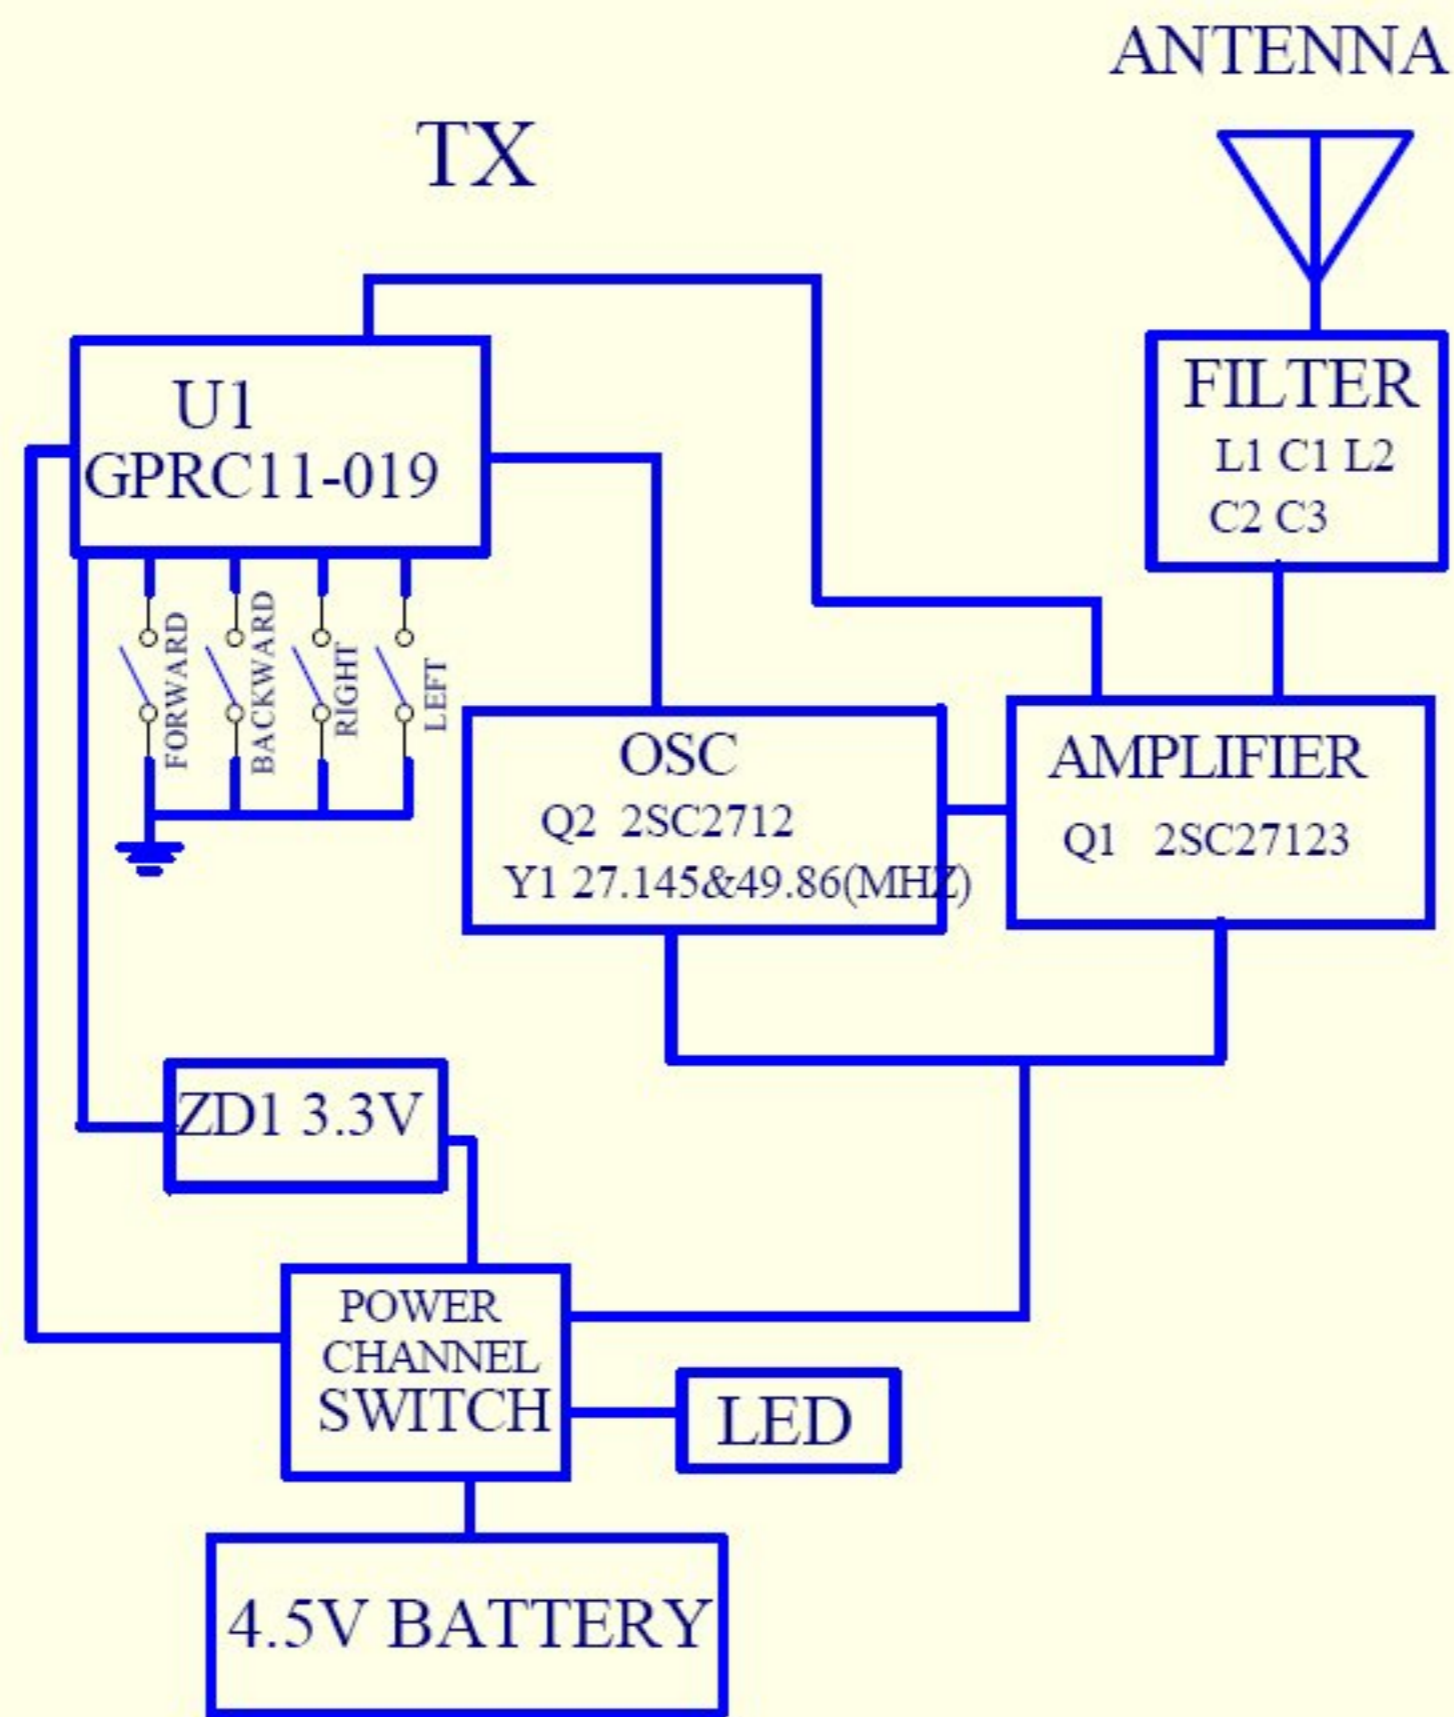 ANTENNA
TX
U1
GPRC11-019
FILTER
L1 C1 L2
C2 C3
FORWARD
BACKWARD
RIGHT
LEFT
OSC
Q2 2SC2712
Y1 27.145&49.86(MHZ)
AMPLIFIER
Q1 2SC27123
ZD1 3.3V
POWER
CHANNEL
SWITCH
LED
4.5V BATTERY